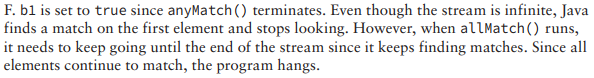 F. b1 is set to true since anyMatch() terminates. Even though the stream is infinite, Java
finds a match on the first element and stops looking. However, when allMatch() runs,
it needs to keep going until the end of the stream since it keeps finding matches. Since all
elements continue to match, the program hangs.